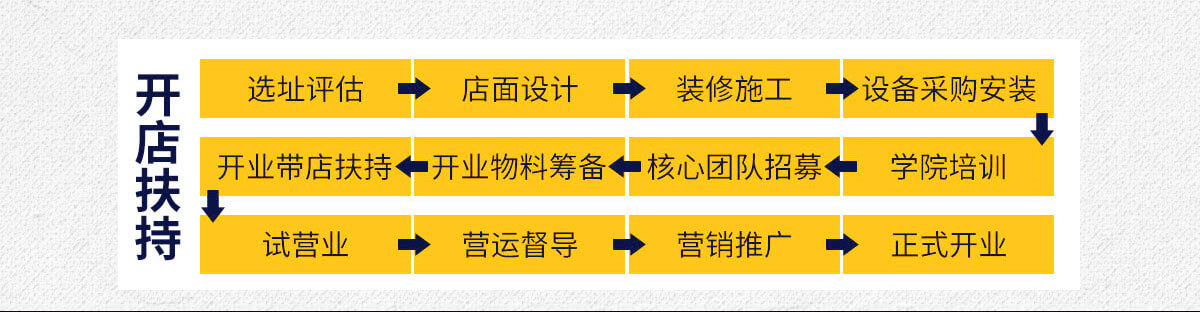 开店扶持
选址评估 店面设计 装修施工 设备采购安装
开业带店扶持 开业物料筹备 核心团队招募 学院培训
试营业 营运督导 营销推广 正式开业